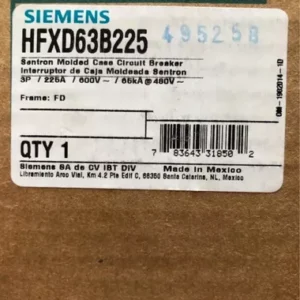 SIEMENS
HFXD63B225
495258
Sentron Molded Case Circuit Breaker
Interruptor de Caja Moldeada Sentron
3P / 225A / 600V~ / 65kA @ 480V~
Frame: FD
QTY 1
7 83643 31850 2
Siemens SA de CV IBT DIV
Made in Mexico
Libramiento Arco Vial, Km 4.2 Pte Edit C, 66350 Santa Catarina, NL, Mexico